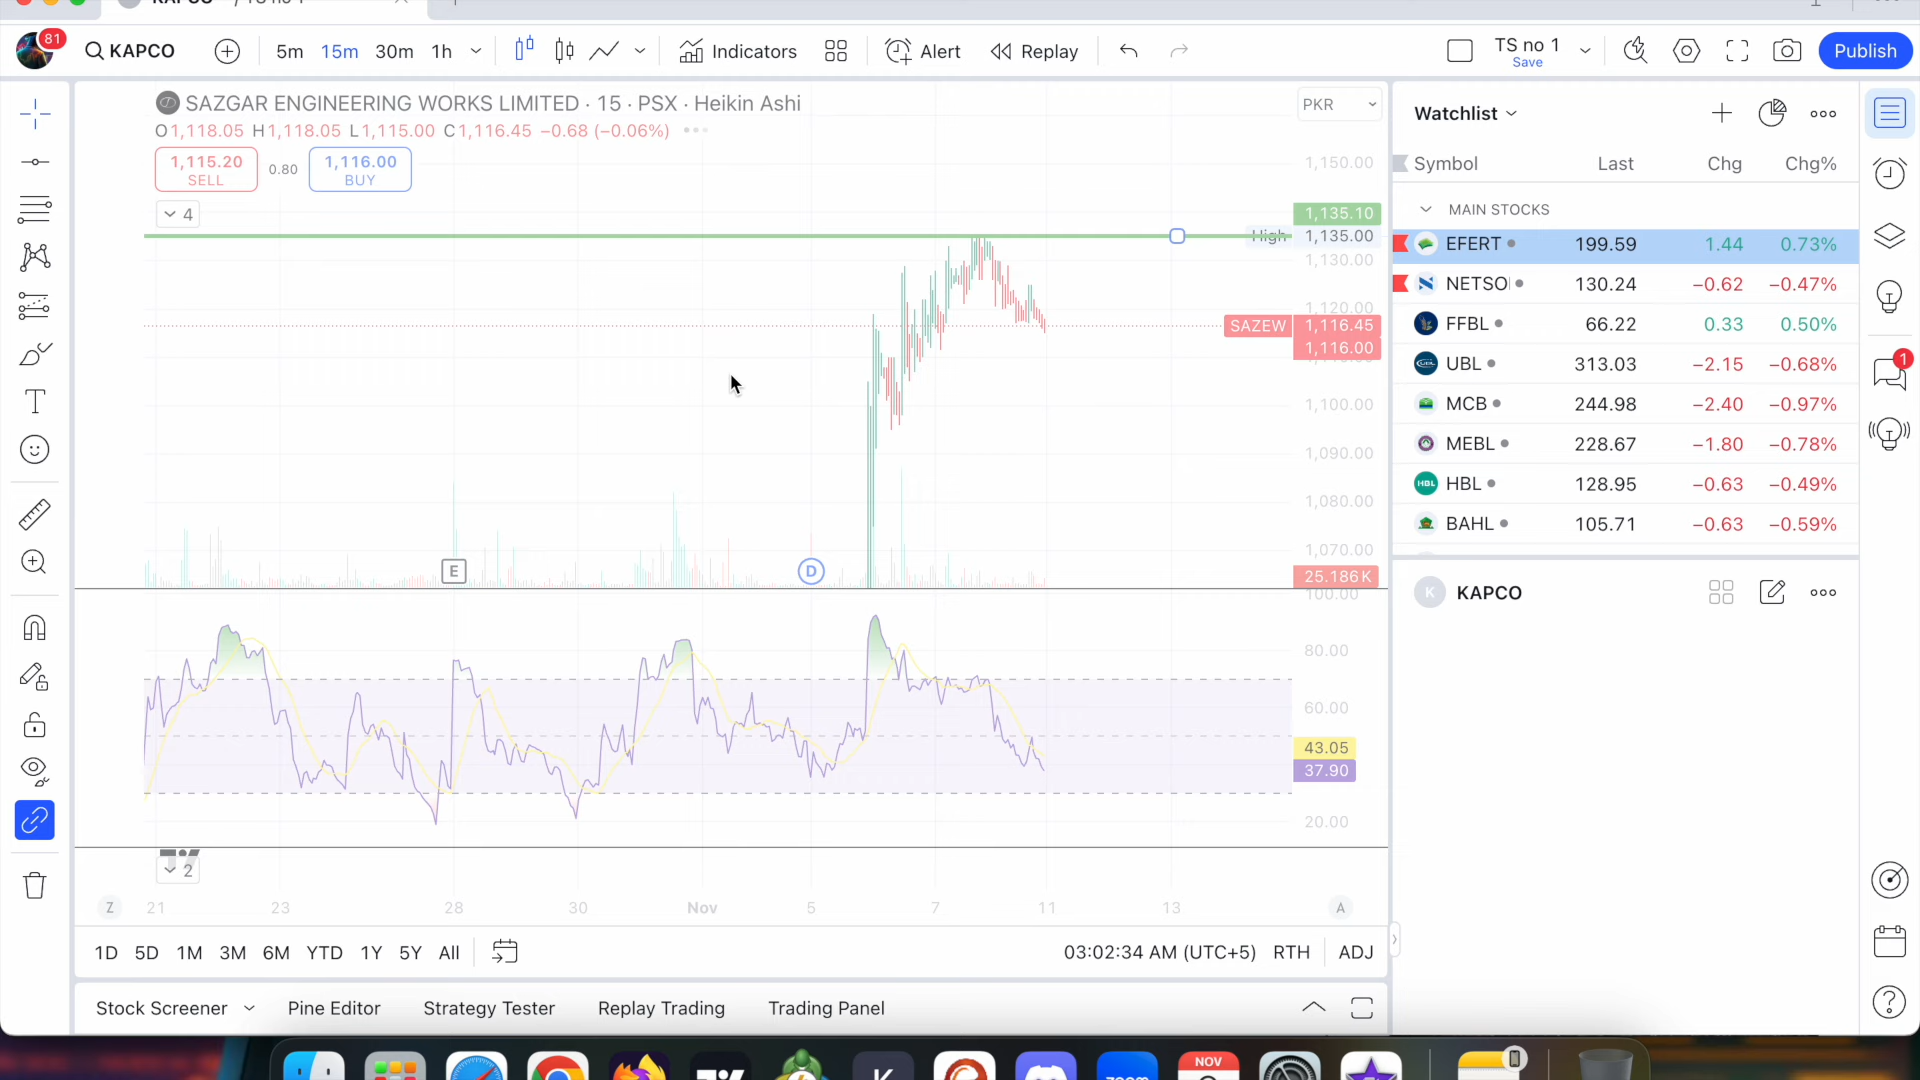 KAPCO
81
KAPCO
5m 15m 30m 1h
Indicators
Alert
Replay
TS no 1
Save
Publish
SAZGAR ENGINEERING WORKS LIMITED · 15 · PSX · Heikin Ashi
O1,118.05 H1,118.05 L1,115.00 C1,116.45 −0.68 (−0.06%)
1,115.20
SELL
0.80
1,116.00
BUY
4
PKR
1,150.00
1,135.10
High 1,135.00
1,130.00
1,120.00
SAZEW 1,116.45
1,116.00
1,100.00
1,090.00
1,080.00
1,070.00
25.186K
E
D
100.00
80.00
60.00
43.05
37.90
20.00
2
Z 21 23 28 30 Nov 5 7 11 13 A
1D 5D 1M 3M 6M YTD 1Y 5Y All
03:02:34 AM (UTC+5) RTH ADJ
Stock Screener Pine Editor Strategy Tester Replay Trading Trading Panel
Watchlist
Symbol Last Chg Chg%
MAIN STOCKS
EFERT 199.59 1.44 0.73%
NETSO 130.24 −0.62 −0.47%
FFBL 66.22 0.33 0.50%
UBL 313.03 −2.15 −0.68%
MCB 244.98 −2.40 −0.97%
MEBL 228.67 −1.80 −0.78%
HBL HBL 128.95 −0.63 −0.49%
BAHL 105.71 −0.63 −0.59%
K KAPCO
1
NOV
zoom